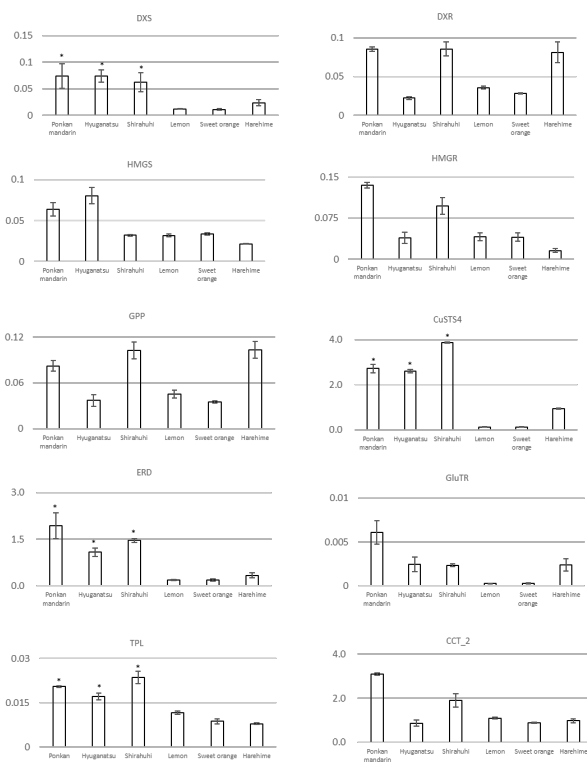 DXS
0.15
0.1
0.05
0
* * *
Ponkan mandarin Hyuganatsu Shirahuhi Lemon Sweet orange Harehime
DXR
0.1
0.05
0
Ponkan mandarin Hyuganatsu Shirahuhi Lemon Sweet orange Harehime
HMGS
0.1
0.05
0
Ponkan mandarin Hyuganatsu Shirahuhi Lemon Sweet orange Harehime
HMGR
0.15
0.075
0
Ponkan mandarin Hyuganatsu Shirahuhi Lemon Sweet orange Harehime
GPP
0.12
0.06
0
Ponkan mandarin Hyuganatsu Shirahuhi Lemon Sweet orange Harehime
CuSTS4
4.0
2.0
0.0
* * *
Ponkan mandarin Hyuganatsu Shirahuhi Lemon Sweet orange Harehime
ERD
3.0
1.5
0.0
* * *
Ponkan mandarin Hyuganatsu Shirahuhi Lemon Sweet orange Harehime
GluTR
0.01
0.005
0
Ponkan mandarin Hyuganatsu Shirahuhi Lemon Sweet orange Harehime
TPL
0.03
0.015
0
* * *
Ponkan Hyuganatsu Shirahuhi Lemon Sweet orange Harehime
CCT_2
4.0
2.0
0.0
Ponkan mandarin Hyuganatsu Shirahuhi Lemon Sweet orange Harehime